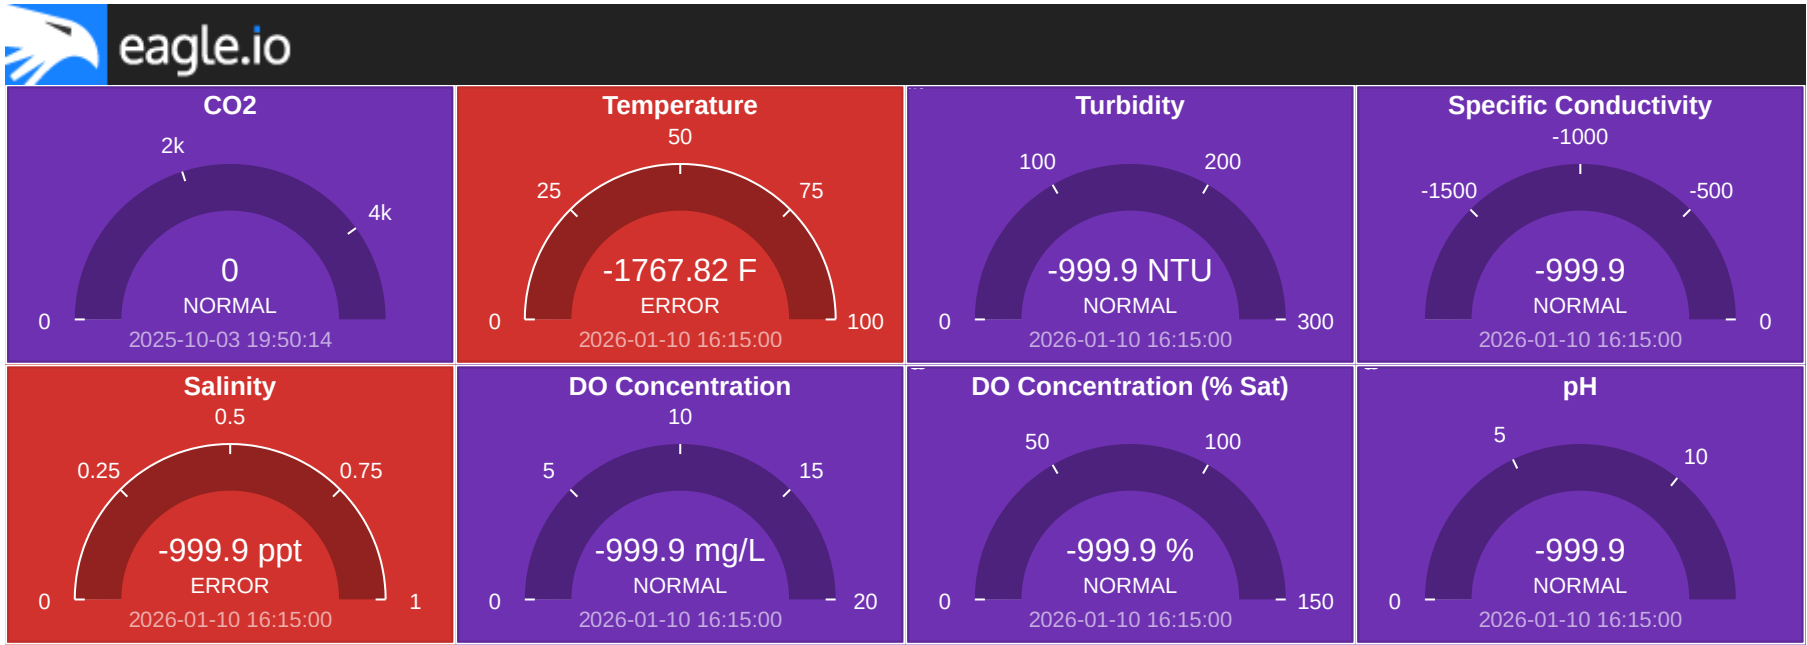 eagle.io
CO2
2k
4k
0
NORMAL
0
2025-10-03 19:50:14
Temperature
50
25
75
-1767.82 F
ERROR
0
100
2026-01-10 16:15:00
Turbidity
100
200
-999.9 NTU
NORMAL
0
300
2026-01-10 16:15:00
Specific Conductivity
-1000
-1500
-500
-999.9
NORMAL
0
2026-01-10 16:15:00
Salinity
0.5
0.25
0.75
-999.9 ppt
ERROR
0
1
2026-01-10 16:15:00
DO Concentration
10
5
15
-999.9 mg/L
NORMAL
0
20
2026-01-10 16:15:00
DO Concentration (% Sat)
50
100
-999.9 %
NORMAL
0
150
2026-01-10 16:15:00
pH
5
10
-999.9
NORMAL
0
2026-01-10 16:15:00